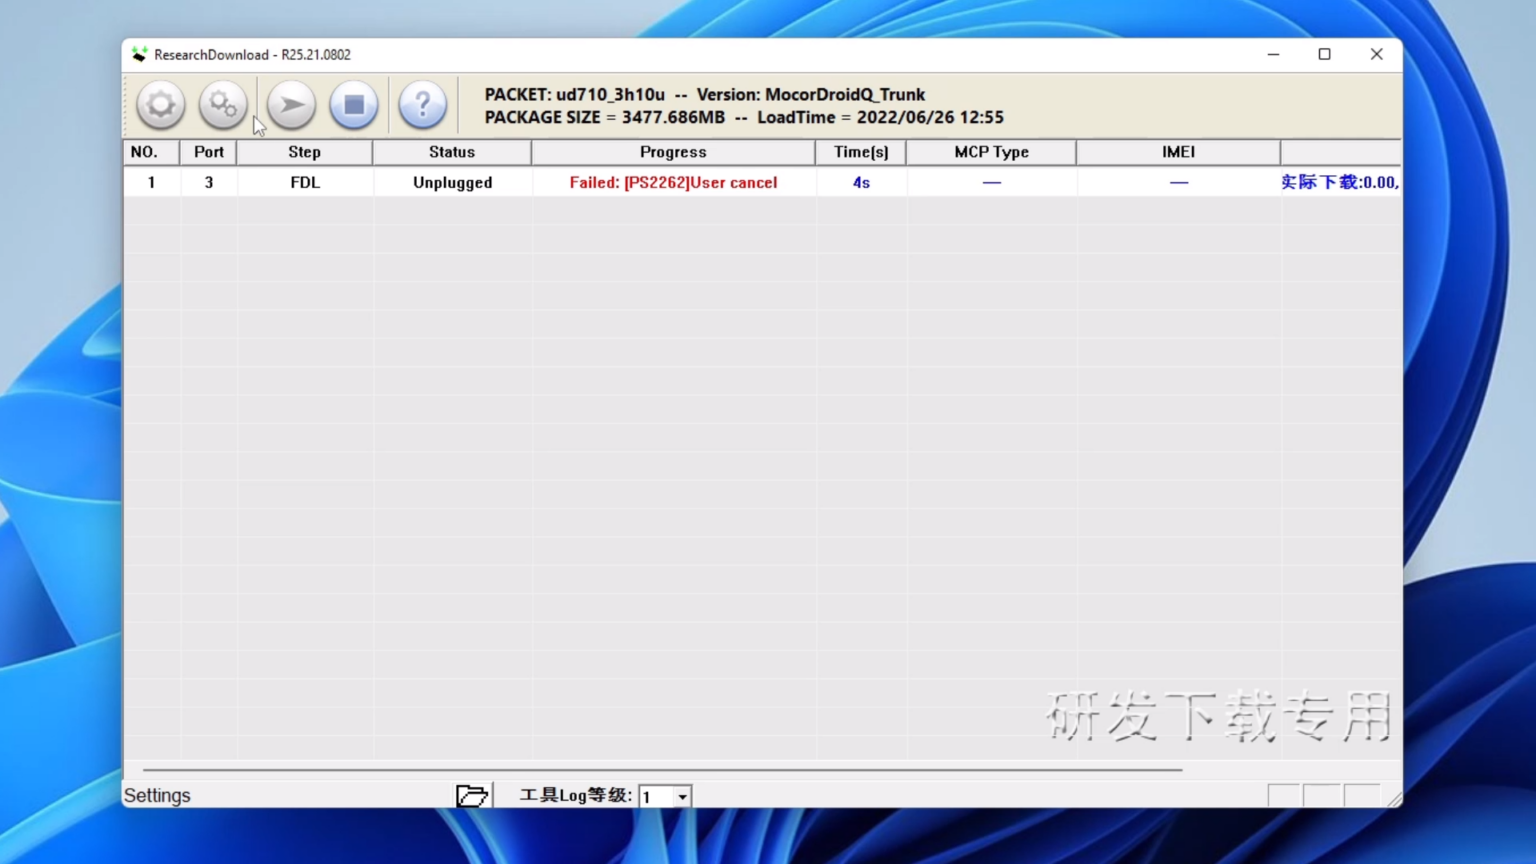 ResearchDownload - R25.21.0802
PACKET: ud710_3h10u -- Version: MocorDroidQ_Trunk
PACKAGE SIZE = 3477.686MB -- LoadTime = 2022/06/26 12:55
NO. Port Step Status Progress Time(s) MCP Type IMEI
1 3 FDL Unplugged Failed: [PS2262]User cancel 4s — — 实际下载:0.00,
研发下载专用
Settings 工具Log等级: 1